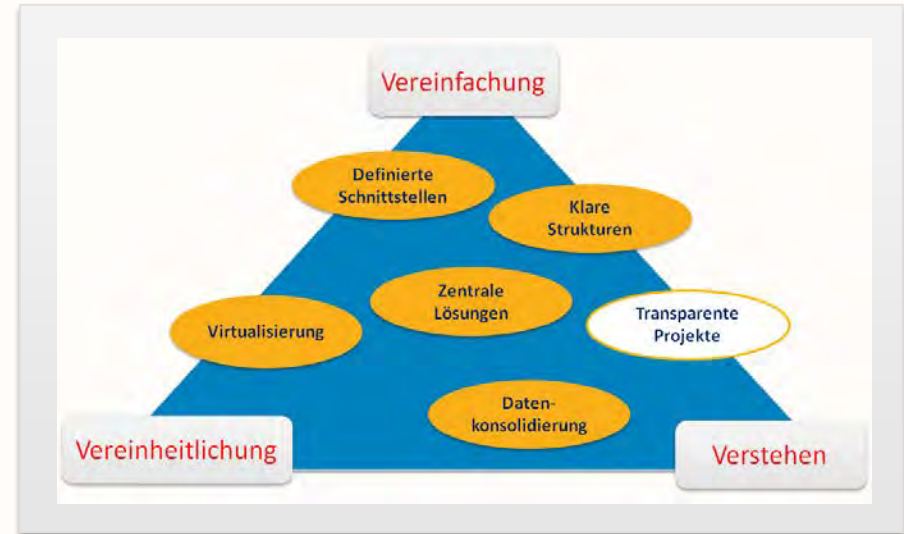 Vereinfachung
Definierte
Schnittstellen
Klare
Strukturen
Zentrale
Lösungen
Transparente
Projekte
Virtualisierung
Daten-
konsolidierung
Vereinheitlichung
Verstehen